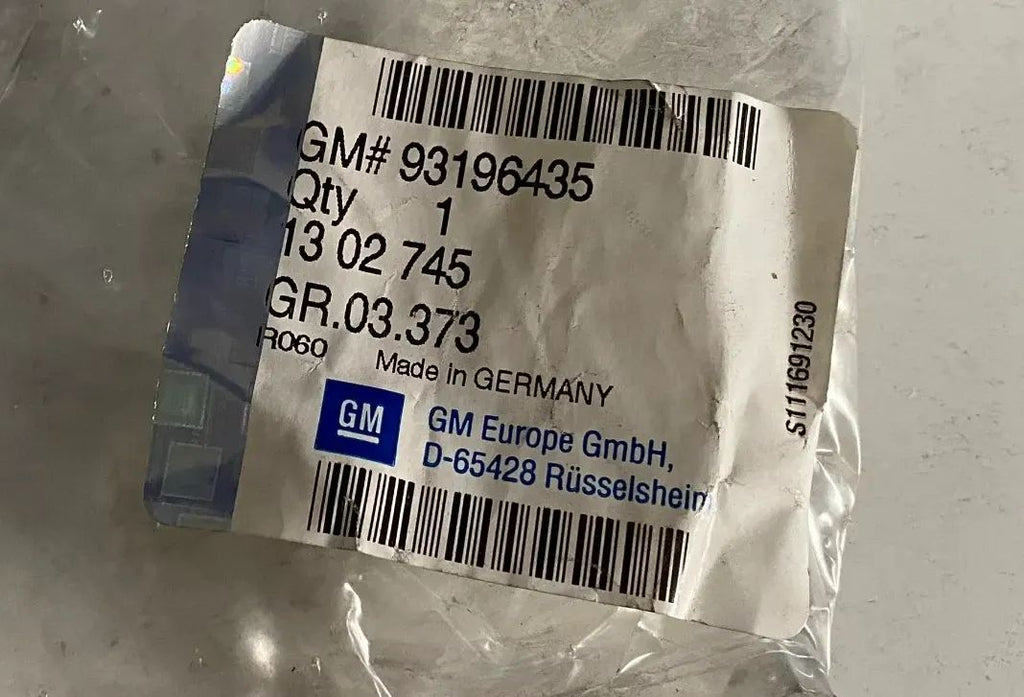 GM# 93196435
Qty 1
13 02 745
GR.03.373
R060
Made in GERMANY
GM
GM Europe GmbH,
D-65428 Rüsselsheim
S111691230